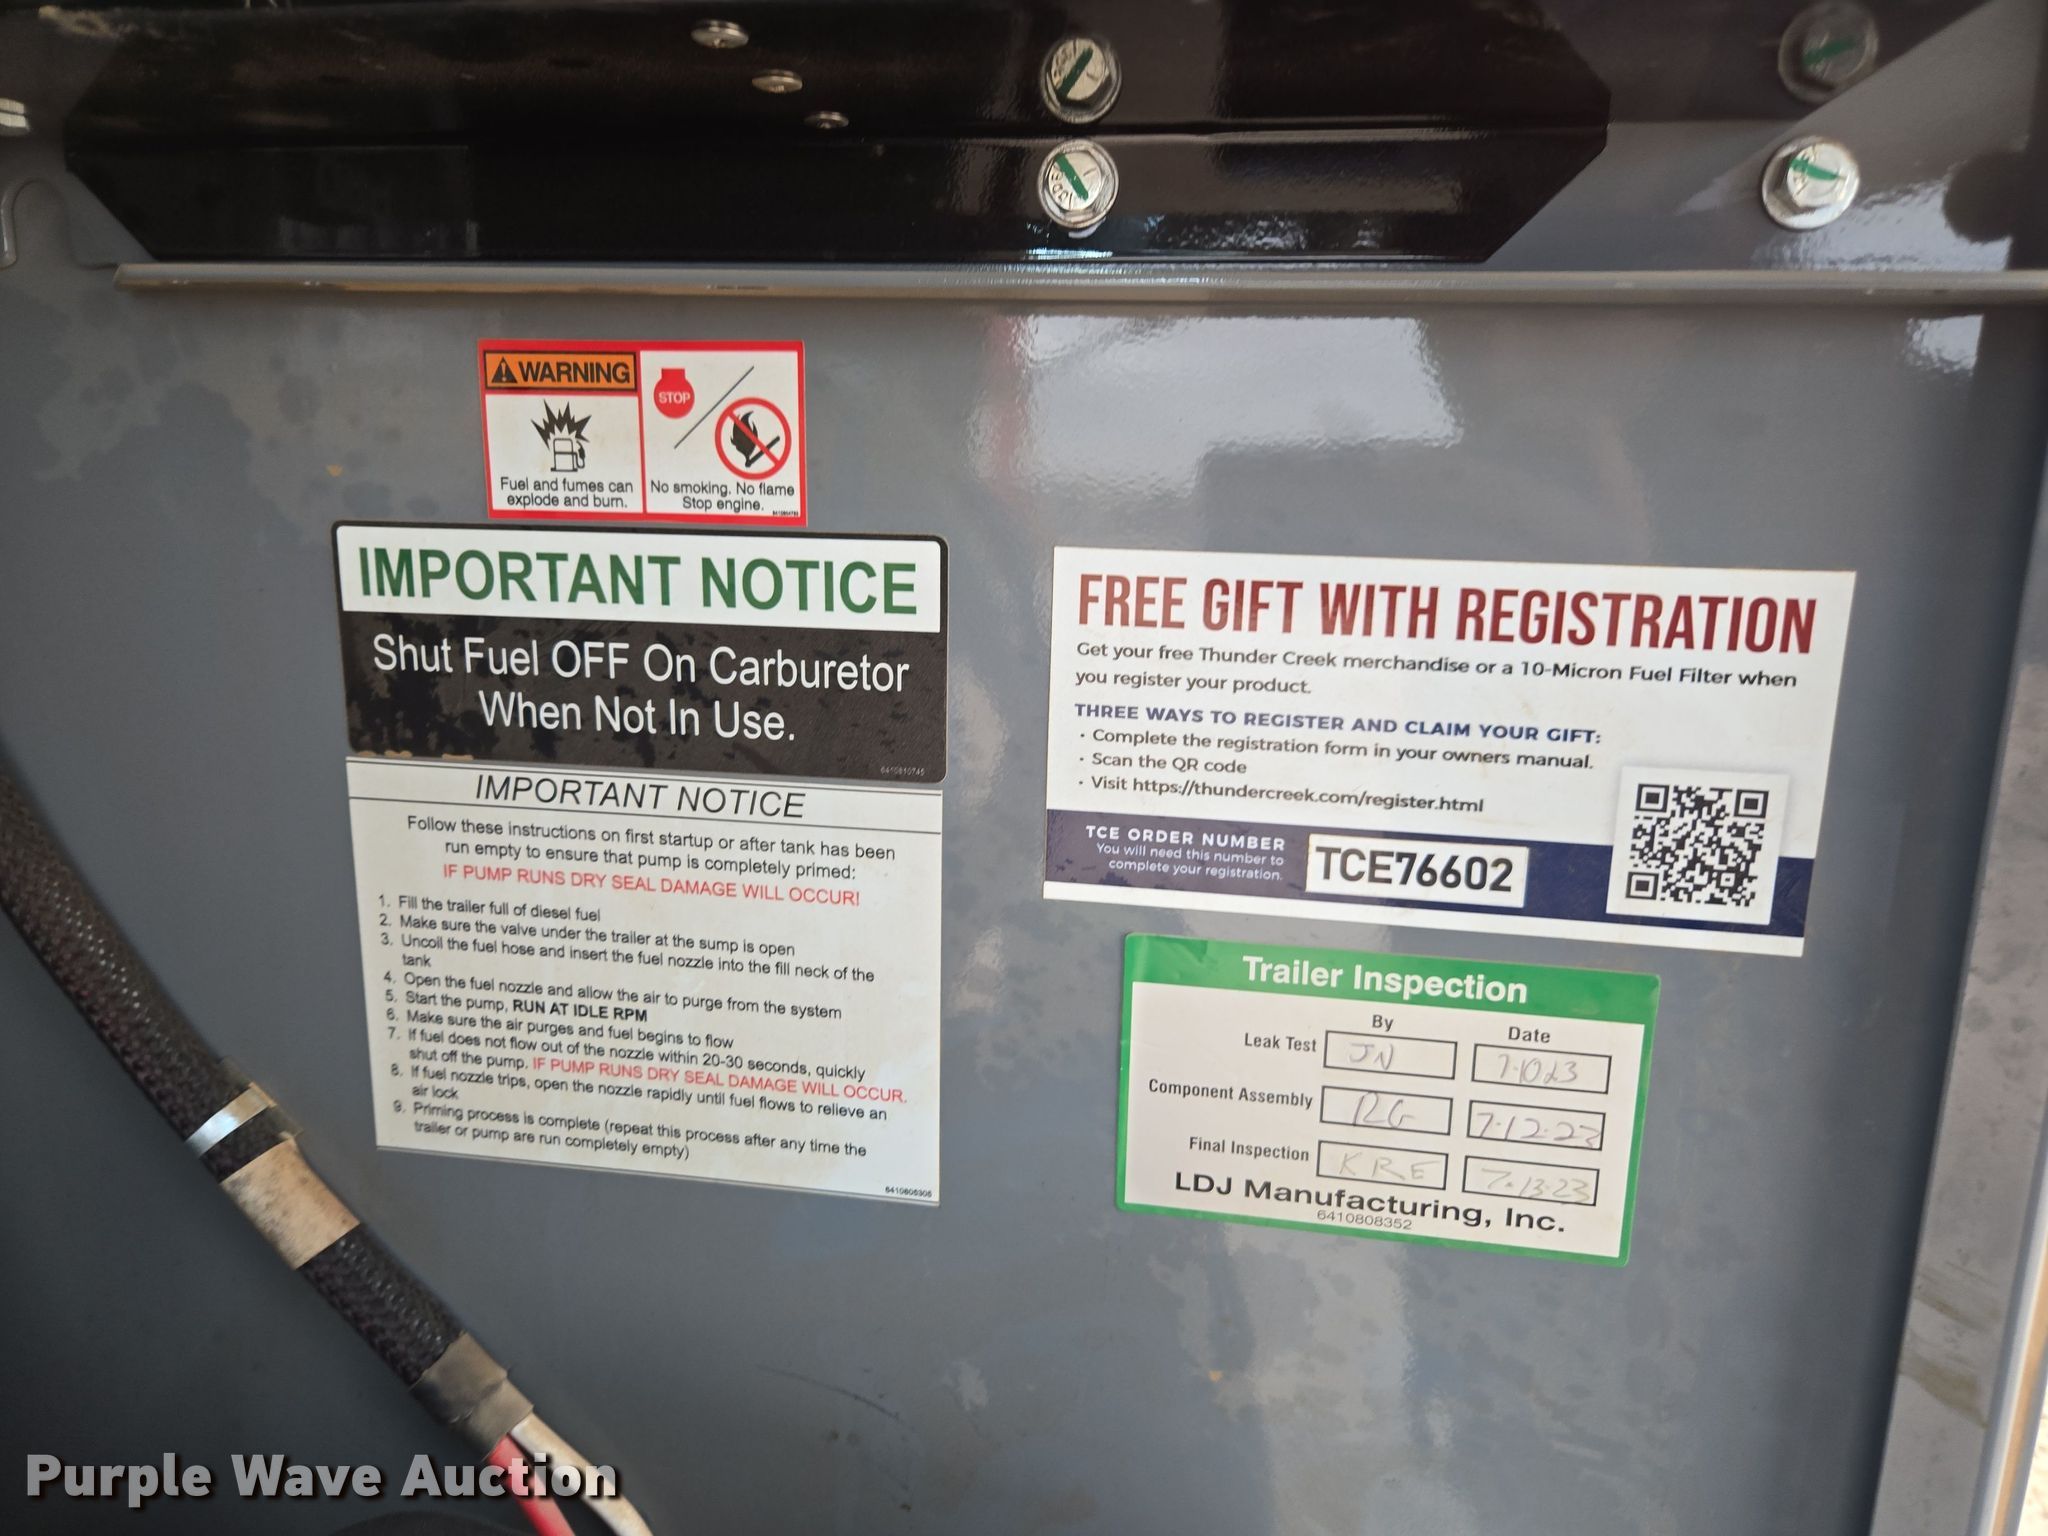 WARNING
STOP
Fuel and fumes can
explode and burn.
No smoking. No flame
Stop engine.
IMPORTANT NOTICE
Shut Fuel OFF On Carburetor
When Not In Use.
6410810745
IMPORTANT NOTICE
Follow these instructions on first startup or after tank has been
run empty to ensure that pump is completely primed:
IF PUMP RUNS DRY SEAL DAMAGE WILL OCCUR!
1. Fill the trailer full of diesel fuel
2. Make sure the valve under the trailer at the sump is open
3. Uncoil the fuel hose and insert the fuel nozzle into the fill neck of the
tank
4. Open the fuel nozzle and allow the air to purge from the system
5. Start the pump, RUN AT IDLE RPM
6. Make sure the air purges and fuel begins to flow
7. If fuel does not flow out of the nozzle within 20-30 seconds, quickly
shut off the pump. IF PUMP RUNS DRY SEAL DAMAGE WILL OCCUR.
8. If fuel nozzle trips, open the nozzle rapidly until fuel flows to relieve an
air lock
9. Priming process is complete (repeat this process after any time the
trailer or pump are run completely empty)
6410805305
FREE GIFT WITH REGISTRATION
Get your free Thunder Creek merchandise or a 10-Micron Fuel Filter when
you register your product.
THREE WAYS TO REGISTER AND CLAIM YOUR GIFT:
· Complete the registration form in your owners manual.
· Scan the QR code
· Visit https://thundercreek.com/register.html
TCE ORDER NUMBER
You will need this number to
complete your registration.
TCE76602
Trailer Inspection
By Date
Leak Test JN 7-10-23
Component Assembly RG 7-12-23
Final Inspection KRE 7-13-23
LDJ Manufacturing, Inc.
6410808352
Purple Wave Auction